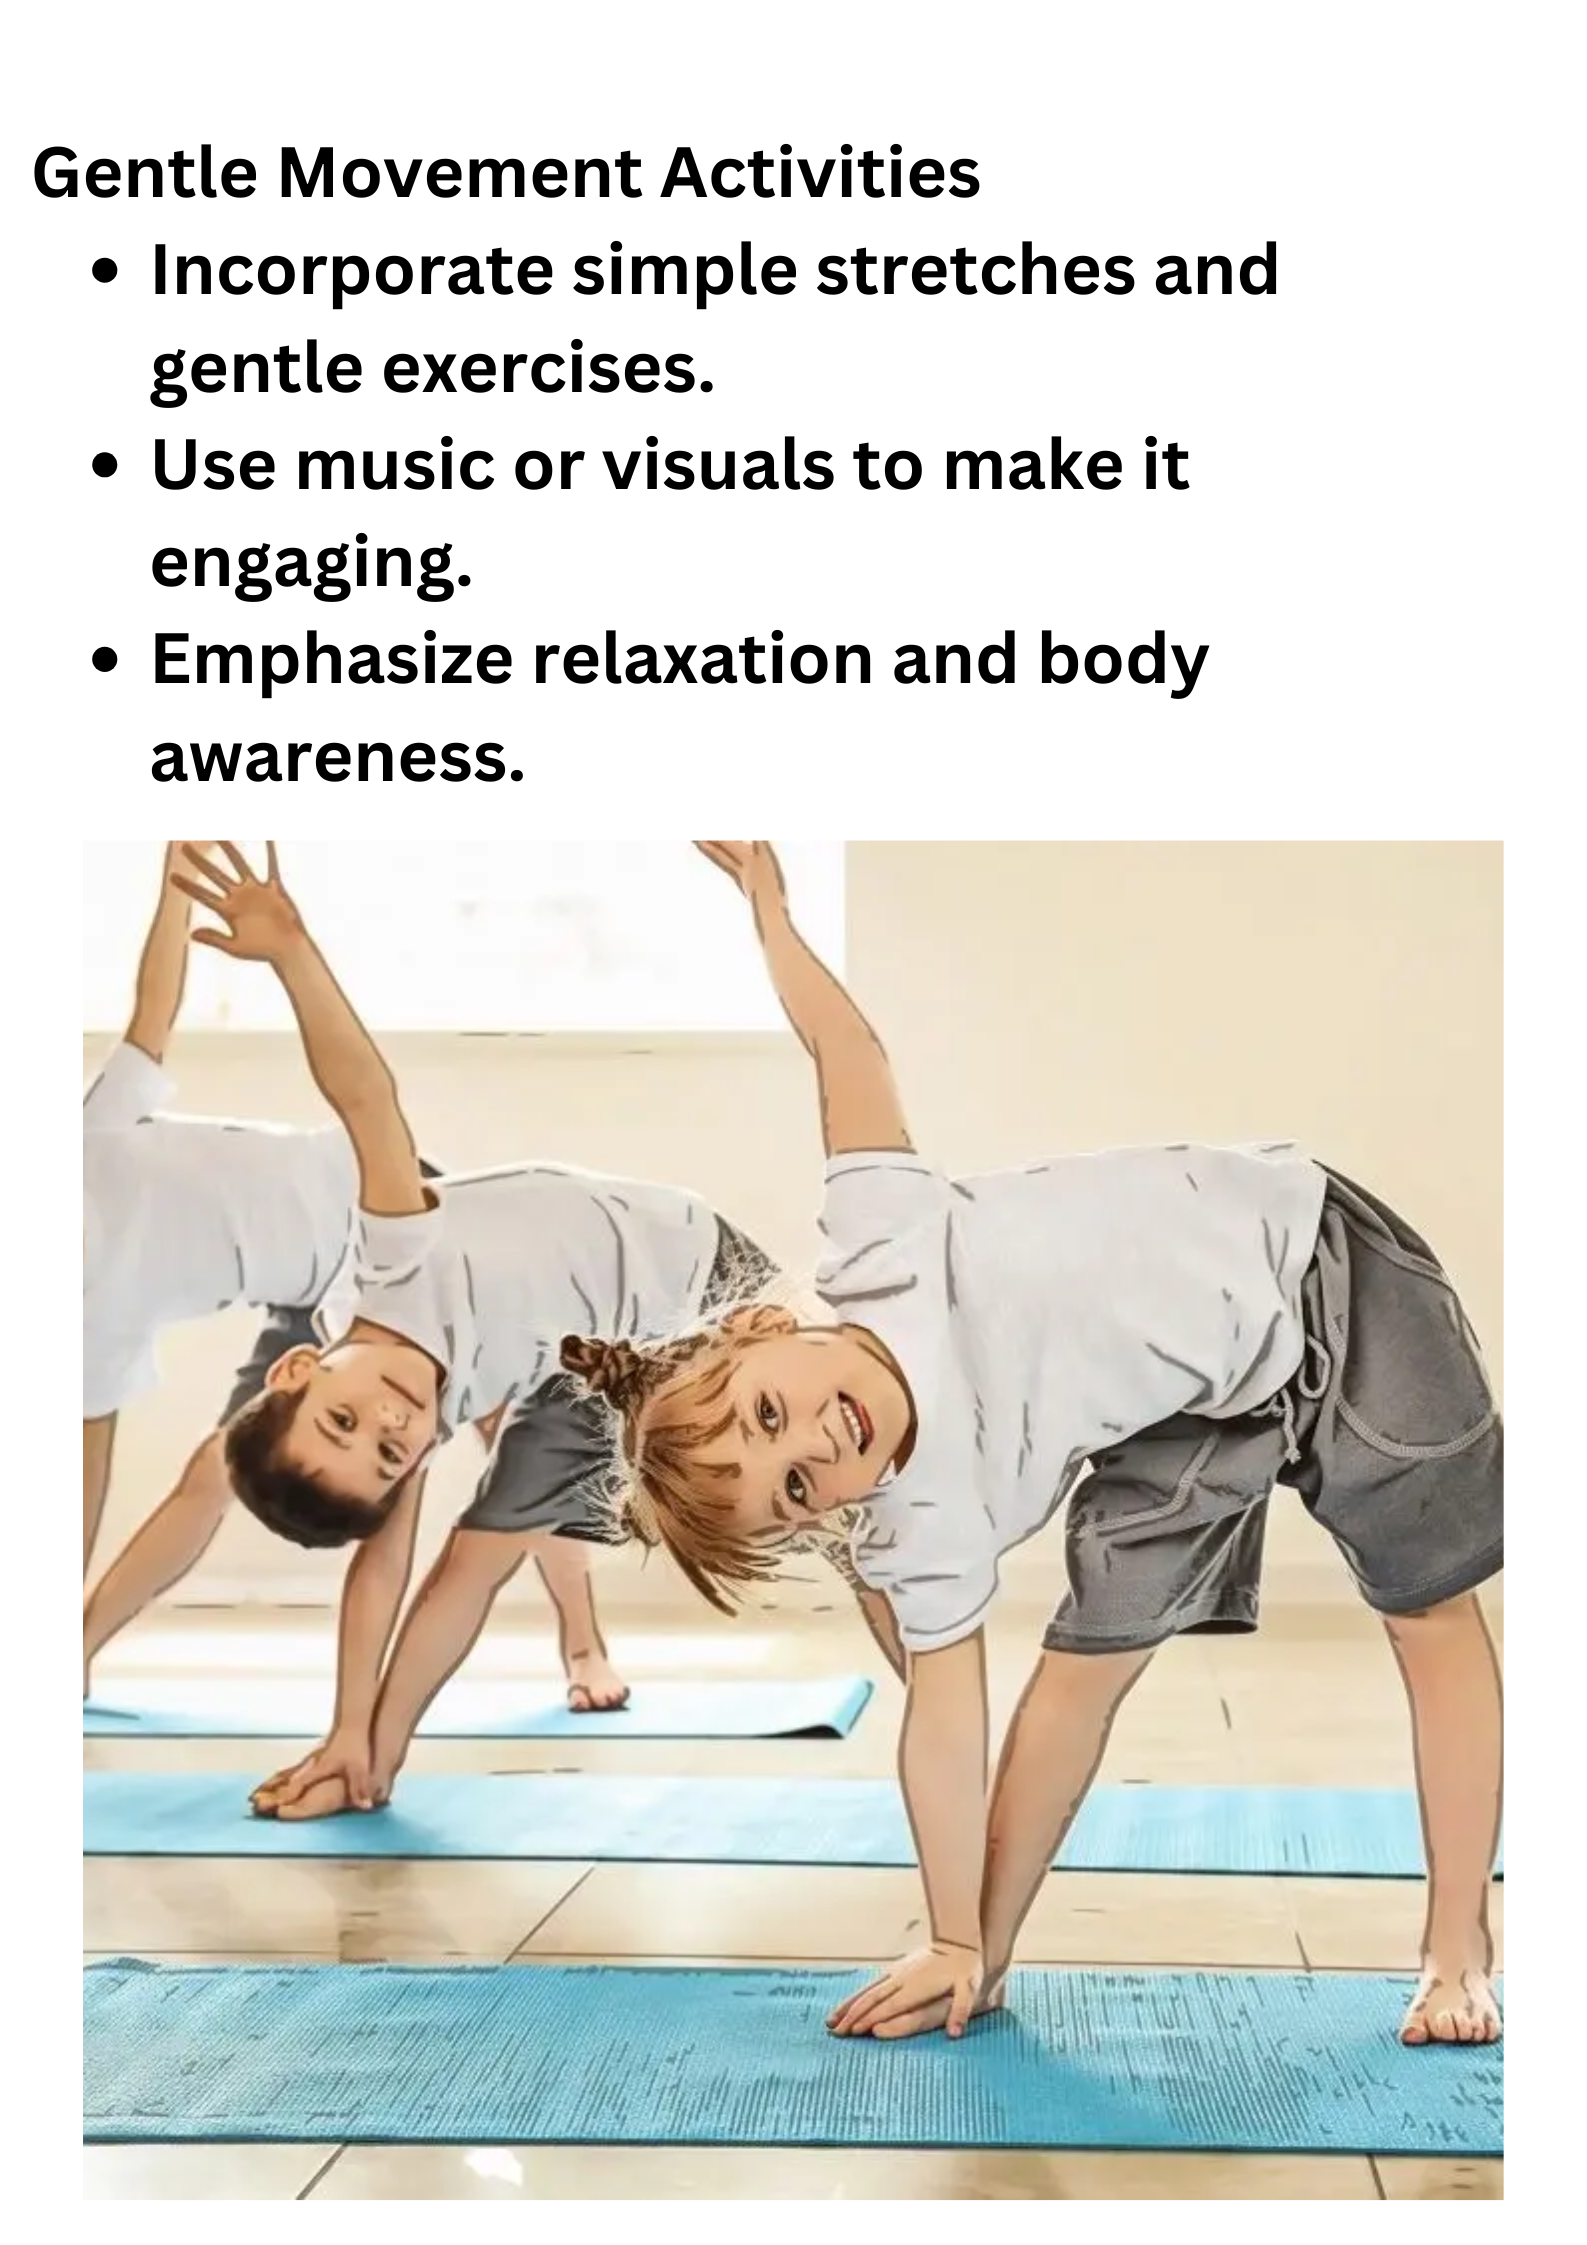 Gentle Movement Activities
• Incorporate simple stretches and
gentle exercises.
• Use music or visuals to make it
engaging.
• Emphasize relaxation and body
awareness.